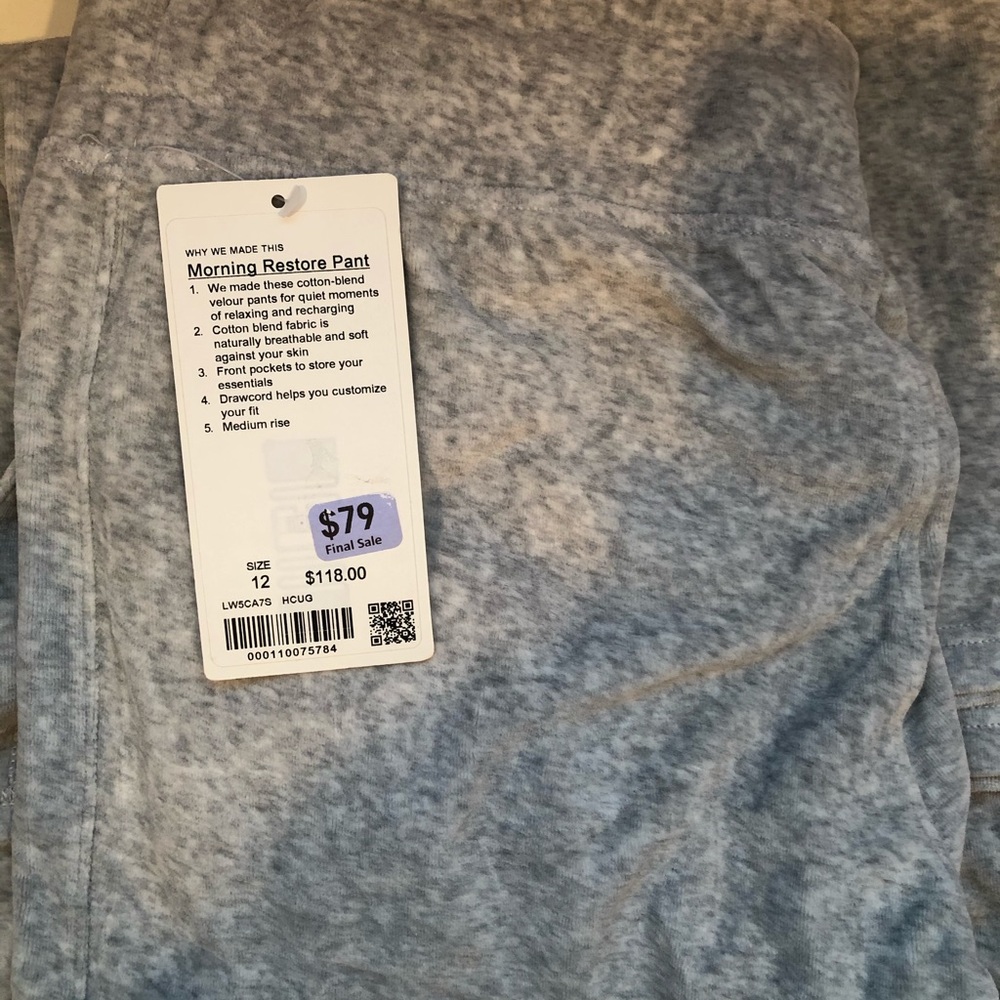 WHY WE MADE THIS
Morning Restore Pant
1. We made these cotton-blend
velour pants for quiet moments
of relaxing and recharging
2. Cotton blend fabric is
naturally breathable and soft
against your skin
3. Front pockets to store your
essentials
4. Drawcord helps you customize
your fit
5. Medium rise
$79
Final Sale
SIZE
12 $118.00
LW5CA7S HCUG
000110075784